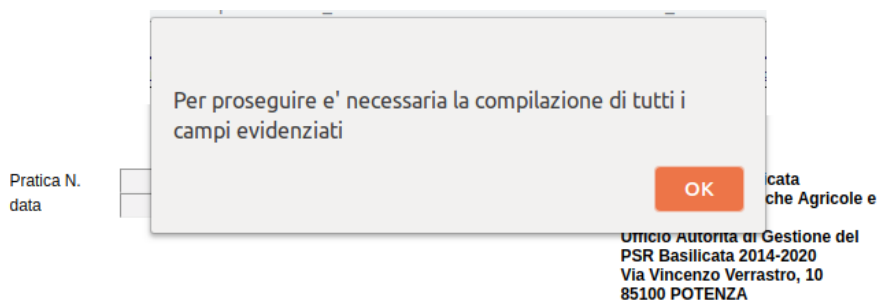 Per proseguire e' necessaria la compilazione di tutti i
campi evidenziati
OK
Pratica N.
data
icata
che Agricole e
Ufficio Autorità di Gestione del
PSR Basilicata 2014-2020
Via Vincenzo Verrastro, 10
85100 POTENZA